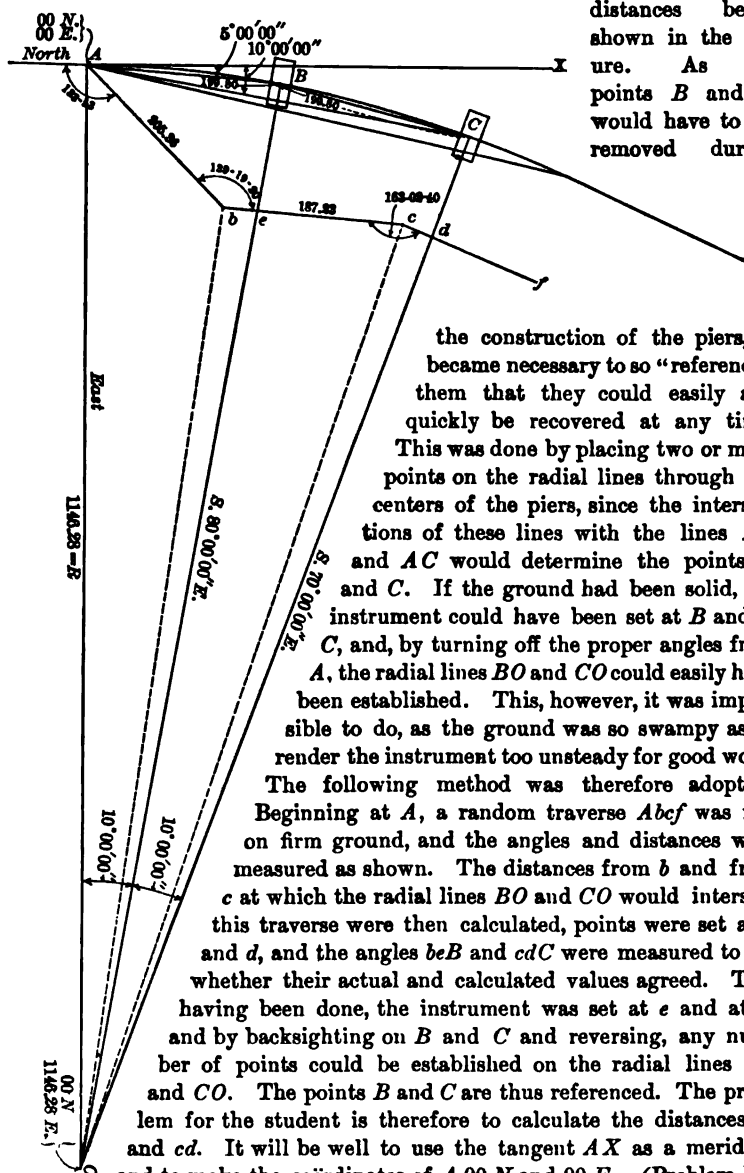 distances be
shown in the
ure. As
points B and
would have to
removed dur
00 N.
00 E.
North
A
5°00′00″
10°00′00″
B
X
C
b
e
187.33
c
d
f
163-03-40
East
1146.28=R
S. 80°00′00″E.
S. 70°00′00″E.
10°00′00″
10°00′00″
00 N
1146.28 E.
the construction of the piers,
became necessary to so “referen
them that they could easily a
quickly be recovered at any ti
This was done by placing two or m
points on the radial lines through
centers of the piers, since the inter
tions of these lines with the lines
and AC would determine the points
and C. If the ground had been solid,
instrument could have been set at B and
C, and, by turning off the proper angles fr
A, the radial lines BO and CO could easily h
been established. This, however, it was imp
sible to do, as the ground was so swampy as
render the instrument too unsteady for good wo
The following method was therefore adopt
Beginning at A, a random traverse Abcf was
on firm ground, and the angles and distances w
measured as shown. The distances from b and fr
c at which the radial lines BO and CO would inters
this traverse were then calculated, points were set a
and d, and the angles beB and cdC were measured to
whether their actual and calculated values agreed. T
having been done, the instrument was set at e and at
and by backsighting on B and C and reversing, any nu
ber of points could be established on the radial lines
and CO. The points B and C are thus referenced. The pr
lem for the student is therefore to calculate the distances
and cd. It will be well to use the tangent AX as a merid